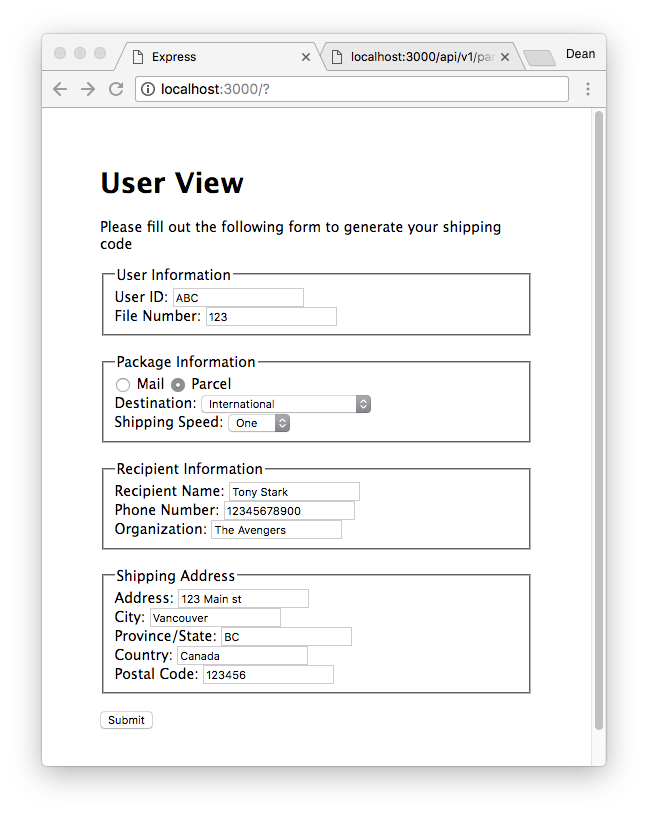 Express
localhost:3000/api/v1/par
Dean
localhost:3000/?
User View
Please fill out the following form to generate your shipping
code
User Information
User ID: ABC
File Number: 123
Package Information
Mail Parcel
Destination: International
Shipping Speed: One
Recipient Information
Recipient Name: Tony Stark
Phone Number: 12345678900
Organization: The Avengers
Shipping Address
Address: 123 Main st
City: Vancouver
Province/State: BC
Country: Canada
Postal Code: 123456
Submit